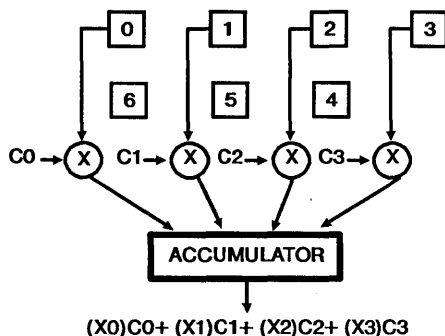 0 1 2 3
6 5 4
C0 X C1 X C2 X C3 X
ACCUMULATOR
(X0)C0+ (X1)C1+ (X2)C2+ (X3)C3